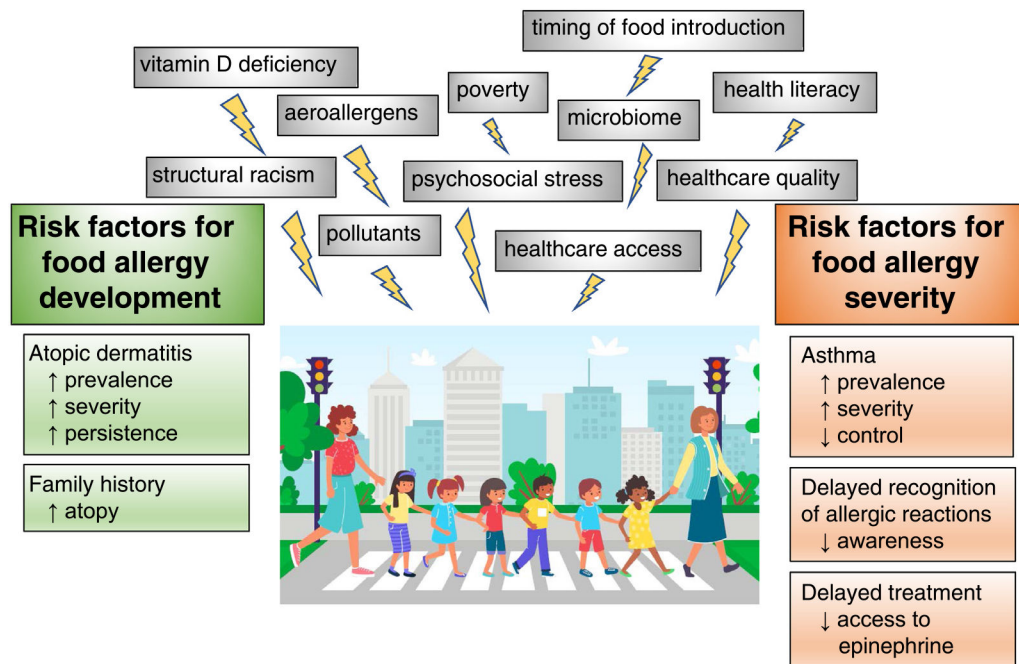 timing of food introduction
vitamin D deficiency
poverty
health literacy
aeroallergens
microbiome
structural racism
psychosocial stress
healthcare quality
pollutants
healthcare access
Risk factors for
food allergy
development
Atopic dermatitis
↑ prevalence
↑ severity
↑ persistence
Family history
↑ atopy
Risk factors for
food allergy
severity
Asthma
↑ prevalence
↑ severity
↓ control
Delayed recognition
of allergic reactions
↓ awareness
Delayed treatment
↓ access to
epinephrine